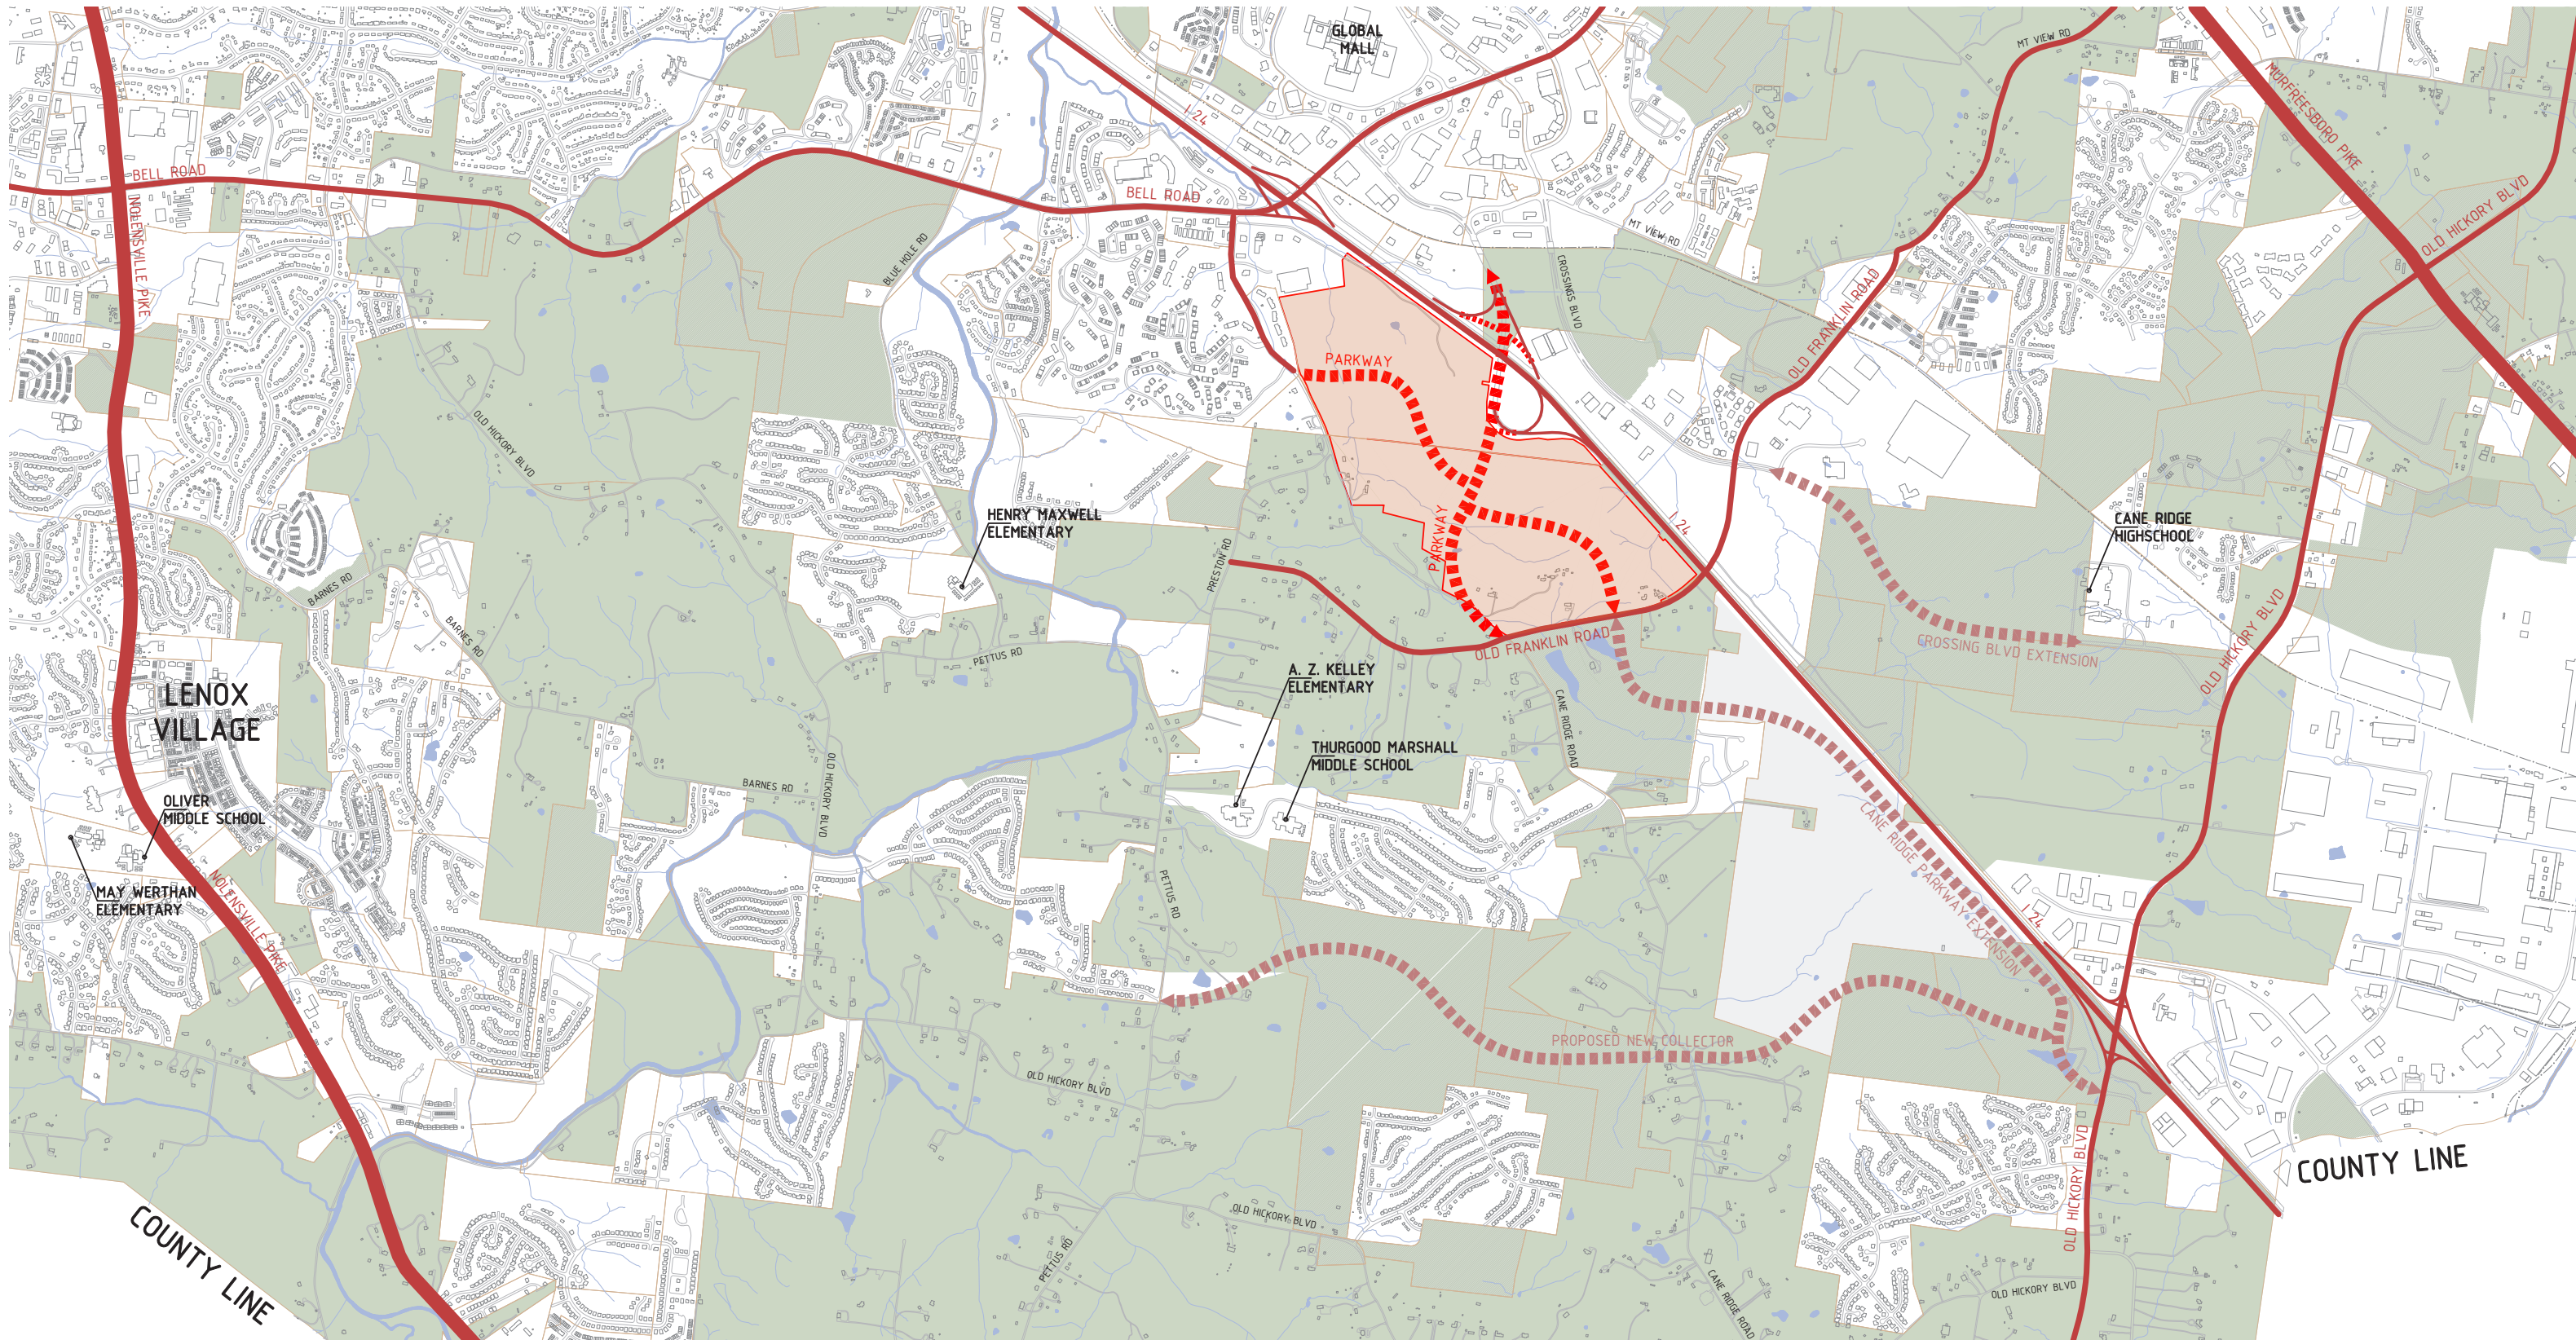 GLOBAL
MALL
MT VIEW RD
MURFREESBORO PIKE
I-24
BELL ROAD
BELL ROAD
NOLENSVILLE PIKE
BLUE HOLE RD
MT VIEW RD
OLD HICKORY BLVD
CROSSINGS BLVD
OLD FRANKLIN ROAD
PARKWAY
OLD HICKORY BLVD
HENRY MAXWELL
ELEMENTARY
PARKWAY
I 24
CANE RIDGE
HIGHSCHOOL
PRESTON RD
BARNES RD
BARNES RD
PETTUS RD
OLD FRANKLIN ROAD
CROSSING BLVD EXTENSION
OLD HICKORY BLVD
A. Z. KELLEY
ELEMENTARY
LENOX
VILLAGE
CANE RIDGE ROAD
THURGOOD MARSHALL
MIDDLE SCHOOL
BARNES RD
OLD HICKORY BLVD
OLIVER
MIDDLE SCHOOL
CANE RIDGE PARKWAY EXTENSION
MAY WERTHAN
ELEMENTARY
NOLENSVILLE PIKE
PETTUS RD
I 24
PROPOSED NEW COLLECTOR
OLD HICKORY BLVD
COUNTY LINE
OLD HICKORY BLVD
COUNTY LINE
OLD HICKORY BLVD
PETTUS RD
CANE RIDGE ROAD
OLD HICKORY BLVD